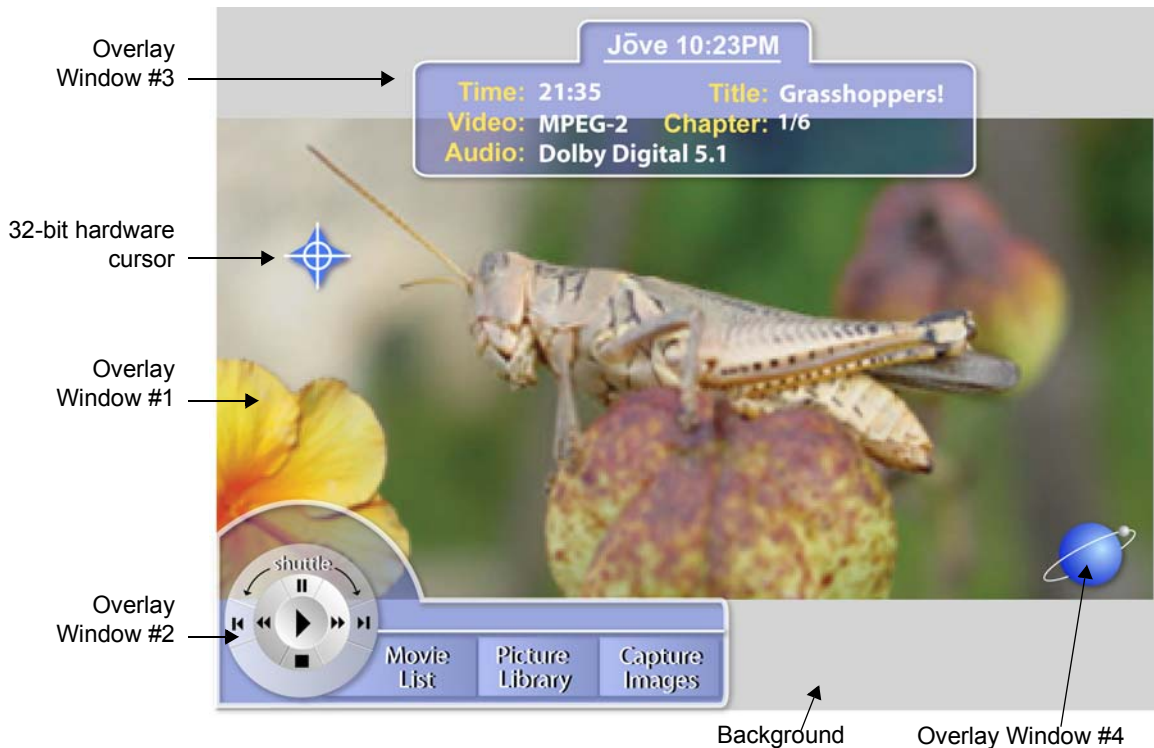 Overlay
Window #3
Jōve 10:23PM
Time: 21:35 Title: Grasshoppers!
Video: MPEG-2 Chapter: 1/6
Audio: Dolby Digital 5.1
32-bit hardware
cursor
Overlay
Window #1
shuttle
Overlay
Window #2
Movie
List
Picture
Library
Capture
Images
Background
Overlay Window #4